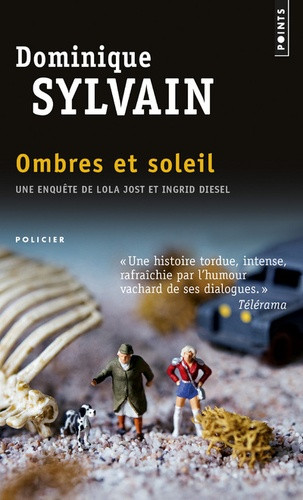 POINTS
Dominique
SYLVAIN
Ombres et soleil
UNE ENQUÊTE DE LOLA JOST ET INGRID DIESEL
POLICIER
« Une histoire tordue, intense,
rafraîchie par l’humour
vachard de ses dialogues. »
Télérama